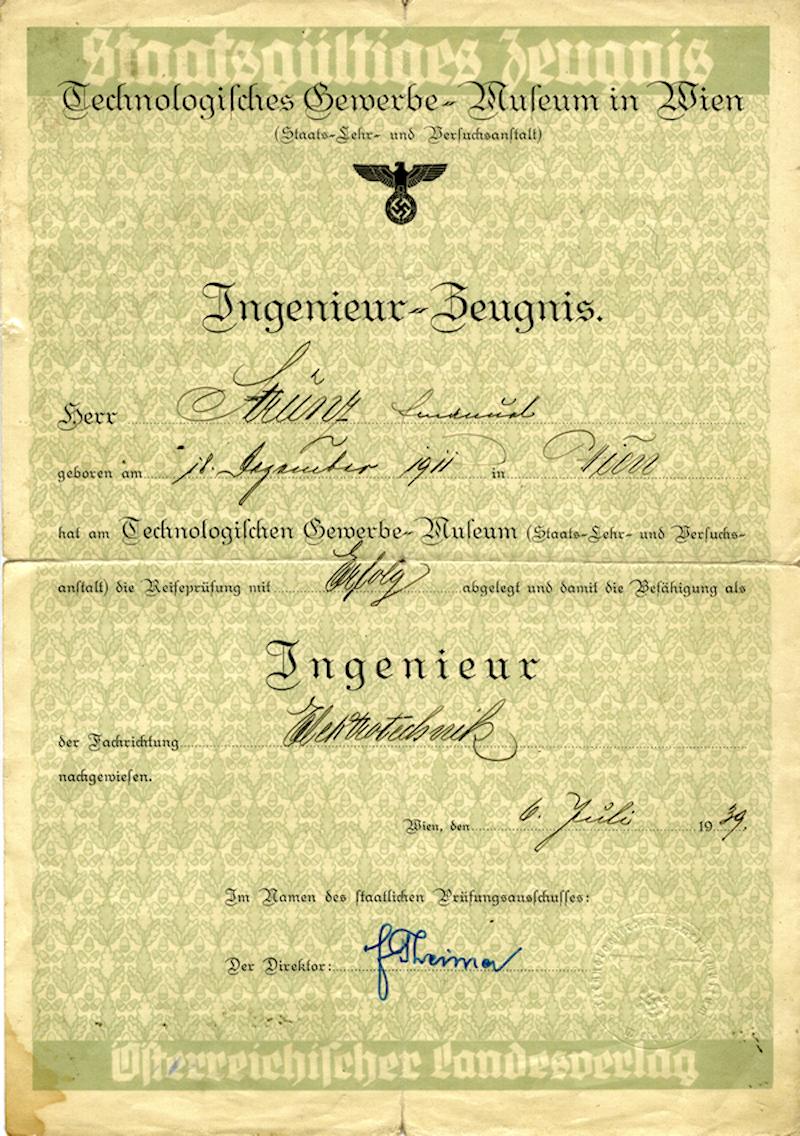 Staatsgültiges Zeugnis
Technologisches Gewerbe-Museum in Wien
(Staats-Lehr- und Versuchsanstalt)
Ingenieur-Zeugnis.
Herr Strünz Emanuel
geboren am 18. Dezember 1911 in Wien
hat am Technologischen Gewerbe-Museum (Staats-Lehr- und Versuchs-
anstalt) die Reifeprüfung mit Erfolg abgelegt und damit die Befähigung als
Ingenieur
der Fachrichtung Elektrotechnik
nachgewiesen.
Wien, den 6. Juli 1939.
Im Namen des staatlichen Prüfungsausschusses:
Der Direktor:
Österreichischer Landesverlag